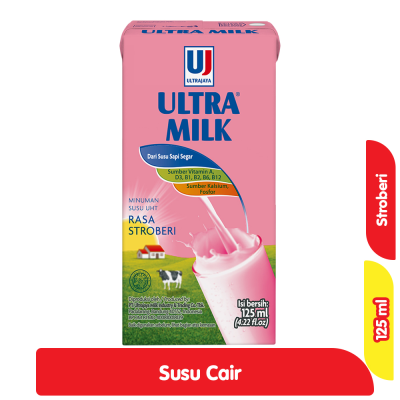 UJ
ULTRAJAYA
ULTRA®
MILK
Dari Susu Sapi Segar
Sumber Vitamin A,
D3, B1, B2, B6, B12
Sumber Kalsium,
Fosfor
MINUMAN
SUSU UHT
RASA
STROBERI
Isi bersih:
125 ml
(4.22 fl.oz)
Stroberi
125 ml
Susu Cair